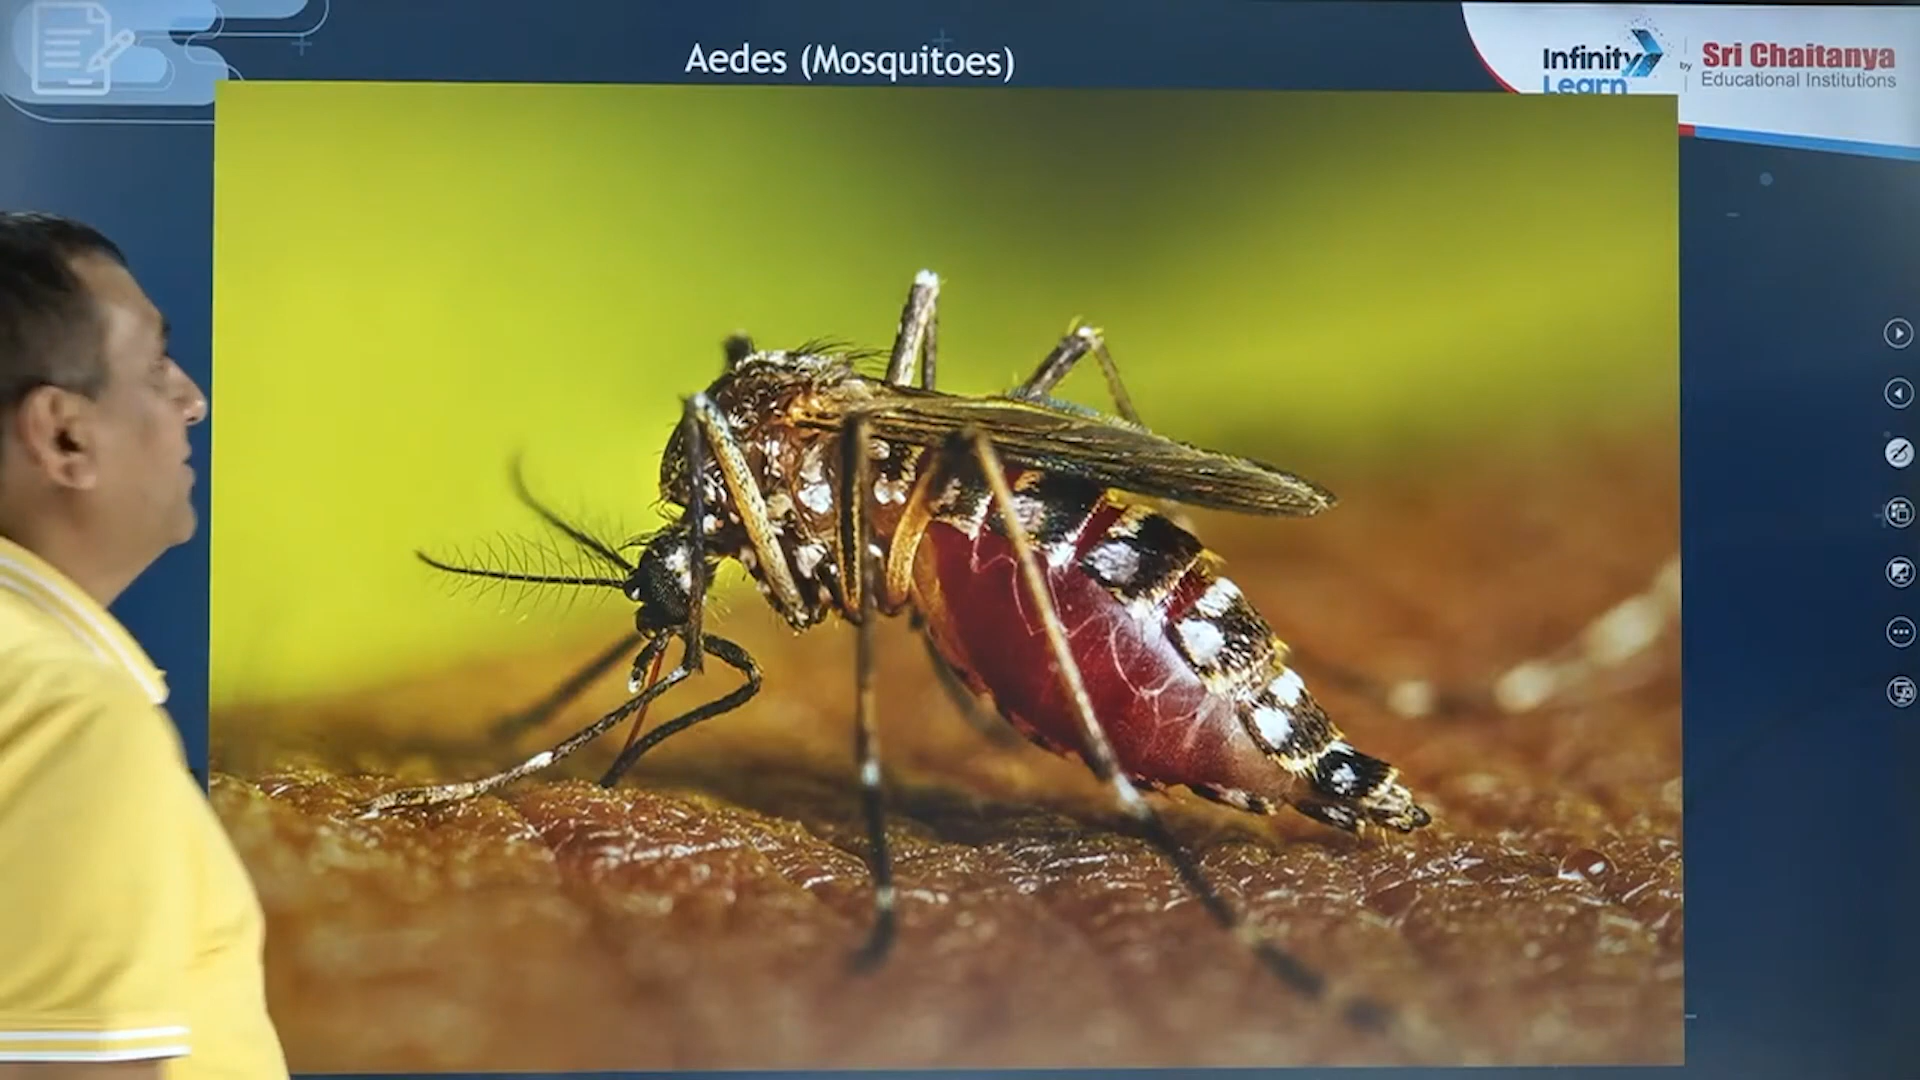 Aedes (Mosquitoes)
Infinity
Learn
by
Sri Chaitanya
Educational Institutions